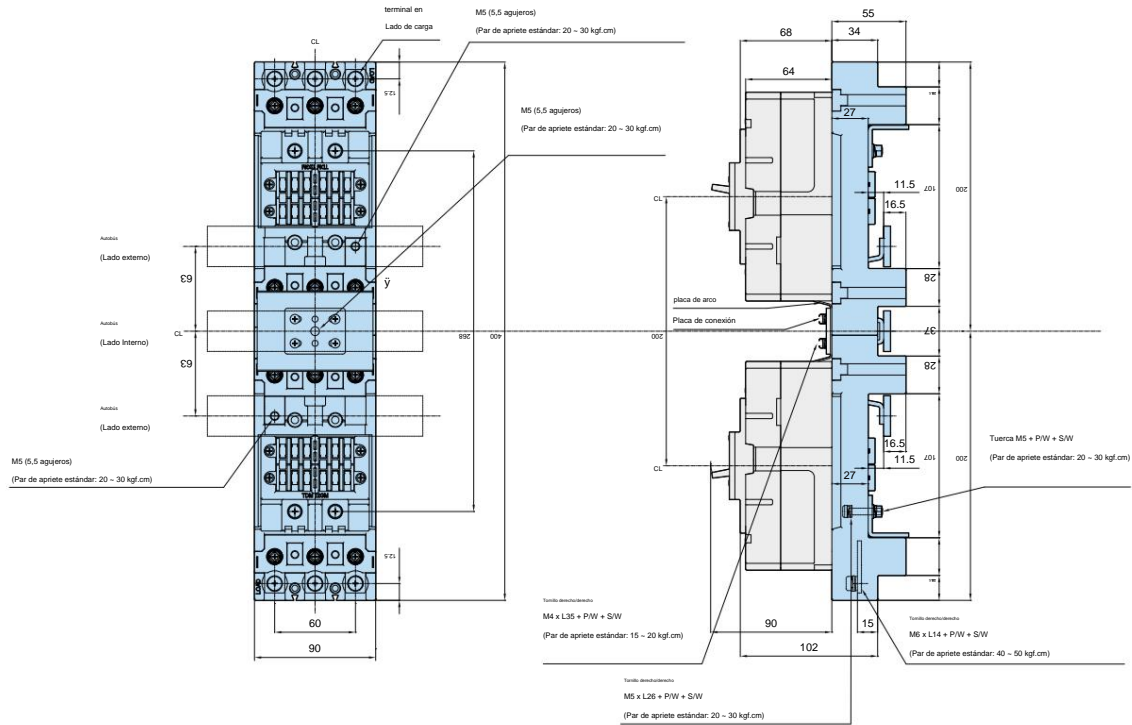 terminal en
Lado de carga
M5 (5,5 agujeros)
(Par de apriete estándar: 20 ~ 30 kgf.cm)
CL
LOAD
12.5
M5 (5,5 agujeros)
(Par de apriete estándar: 20 ~ 30 kgf.cm)
Autobús
(Lado externo)
63
ÿ
Autobús
(Lado Interno)
CL
63
268
400
Autobús
(Lado externo)
M5 (5,5 agujeros)
(Par de apriete estándar: 20 ~ 30 kgf.cm)
12.5
LOAD
60
90
55
68
34
64
27
11.5
107
200
16.5
CL
28
placa de arco
Placa de conexión
37
200
28
16.5
11.5
107
200
CL
27
Tuerca M5 + P/W + S/W
(Par de apriete estándar: 20 ~ 30 kgf.cm)
Tornillo derecho/derecho
M4 x L35 + P/W + S/W
(Par de apriete estándar: 15 ~ 20 kgf.cm)
90
15
102
Tornillo derecho/derecho
M6 x L14 + P/W + S/W
(Par de apriete estándar: 40 ~ 50 kgf.cm)
Tornillo derecho/derecho
M5 x L26 + P/W + S/W
(Par de apriete estándar: 20 ~ 30 kgf.cm)